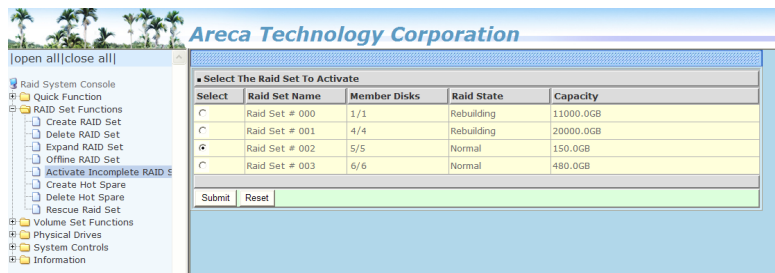 Areca Technology Corporation
|open all|close all|
Raid System Console
Quick Function
RAID Set Functions
Create RAID Set
Delete RAID Set
Expand RAID Set
Offline RAID Set
Activate Incomplete RAID S
Create Hot Spare
Delete Hot Spare
Rescue Raid Set
Volume Set Functions
Physical Drives
System Controls
Information
Select The Raid Set To Activate
Select Raid Set Name Member Disks Raid State Capacity
Raid Set # 000 1/1 Rebuilding 11000.0GB
Raid Set # 001 4/4 Rebuilding 20000.0GB
Raid Set # 002 5/5 Normal 150.0GB
Raid Set # 003 6/6 Normal 480.0GB
Submit Reset